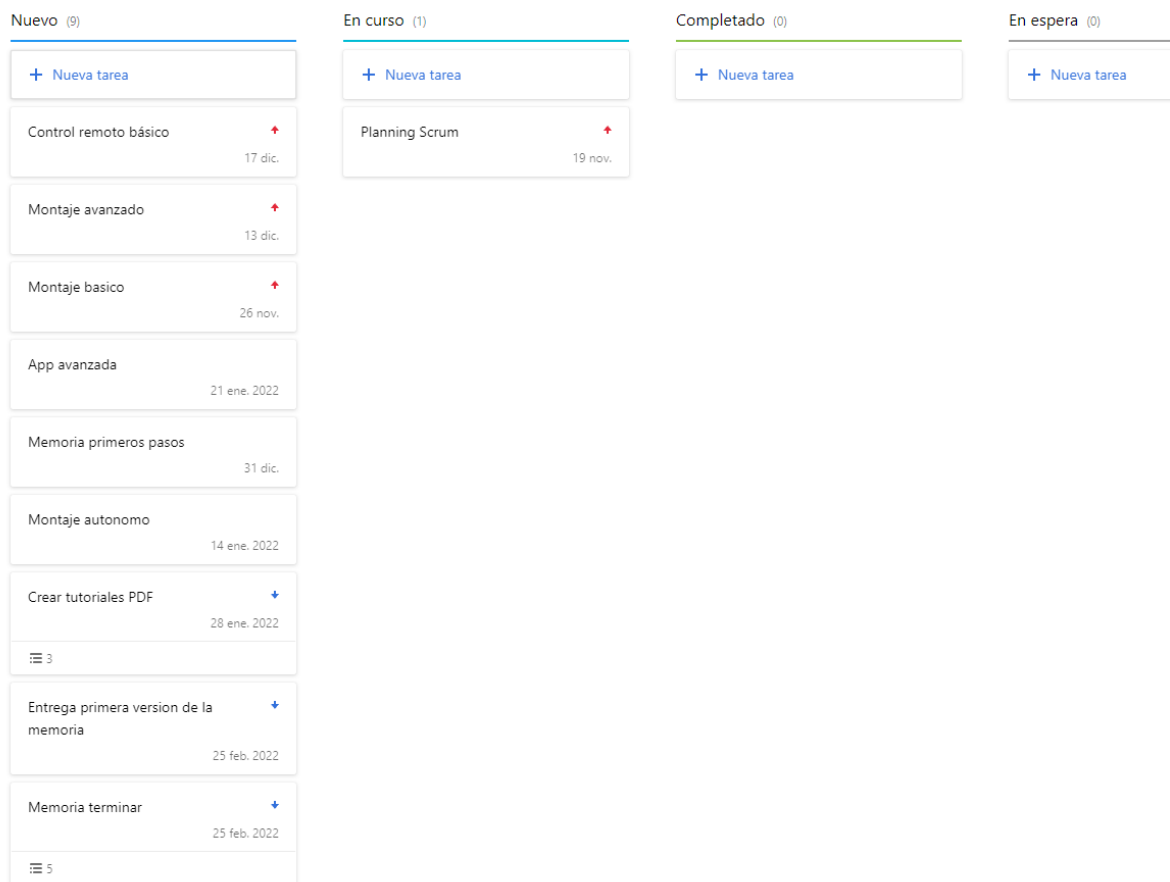 Nuevo (9)
+ Nueva tarea
Control remoto básico
17 dic.
Montaje avanzado
13 dic.
Montaje basico
26 nov.
App avanzada
21 ene. 2022
Memoria primeros pasos
31 dic.
Montaje autonomo
14 ene. 2022
Crear tutoriales PDF
28 ene. 2022
3
Entrega primera version de la
memoria
25 feb. 2022
Memoria terminar
25 feb. 2022
5
En curso (1)
+ Nueva tarea
Planning Scrum
19 nov.
Completado (0)
+ Nueva tarea
En espera (0)
+ Nueva tarea